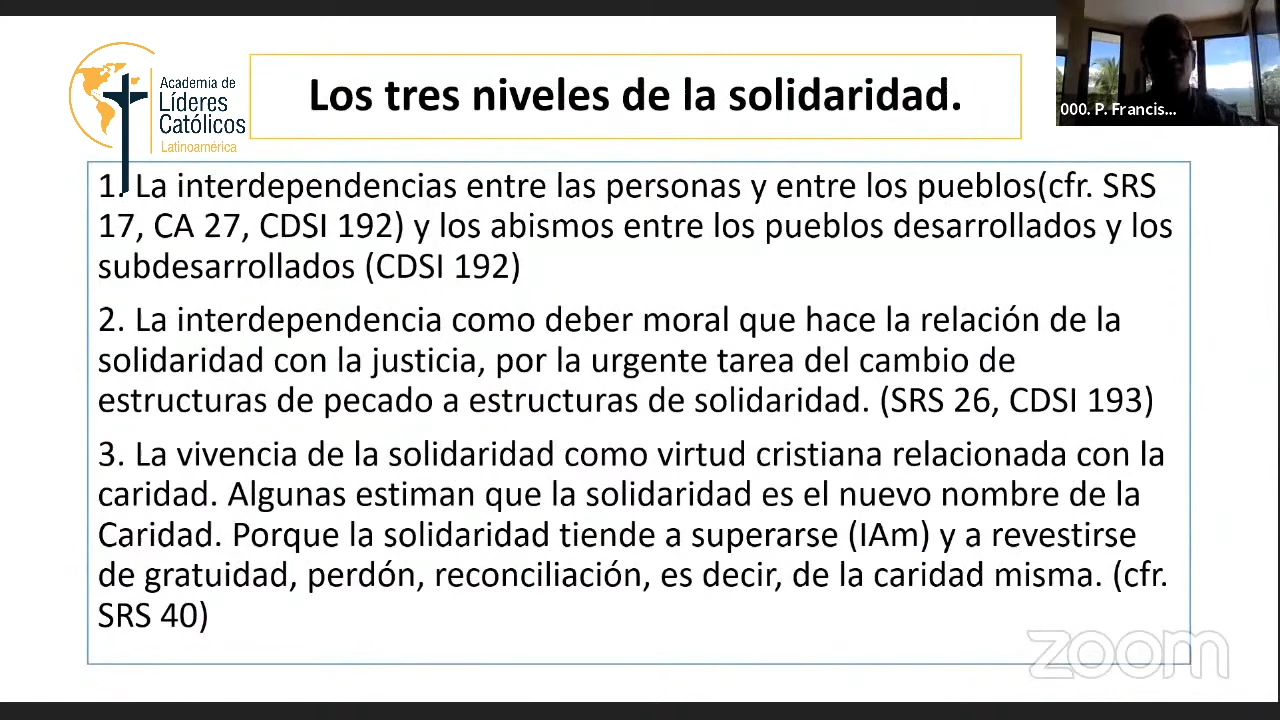 Academia de
Líderes
Católicos
Latinoamérica
Los tres niveles de la solidaridad.
000. P. Francis...
1. La interdependencias entre las personas y entre los pueblos(cfr. SRS
17, CA 27, CDSI 192) y los abismos entre los pueblos desarrollados y los
subdesarrollados (CDSI 192)
2. La interdependencia como deber moral que hace la relación de la
solidaridad con la justicia, por la urgente tarea del cambio de
estructuras de pecado a estructuras de solidaridad. (SRS 26, CDSI 193)
3. La vivencia de la solidaridad como virtud cristiana relacionada con la
caridad. Algunas estiman que la solidaridad es el nuevo nombre de la
Caridad. Porque la solidaridad tiende a superarse (IAm) y a revestirse
de gratuidad, perdón, reconciliación, es decir, de la caridad misma. (cfr.
SRS 40)
zoom